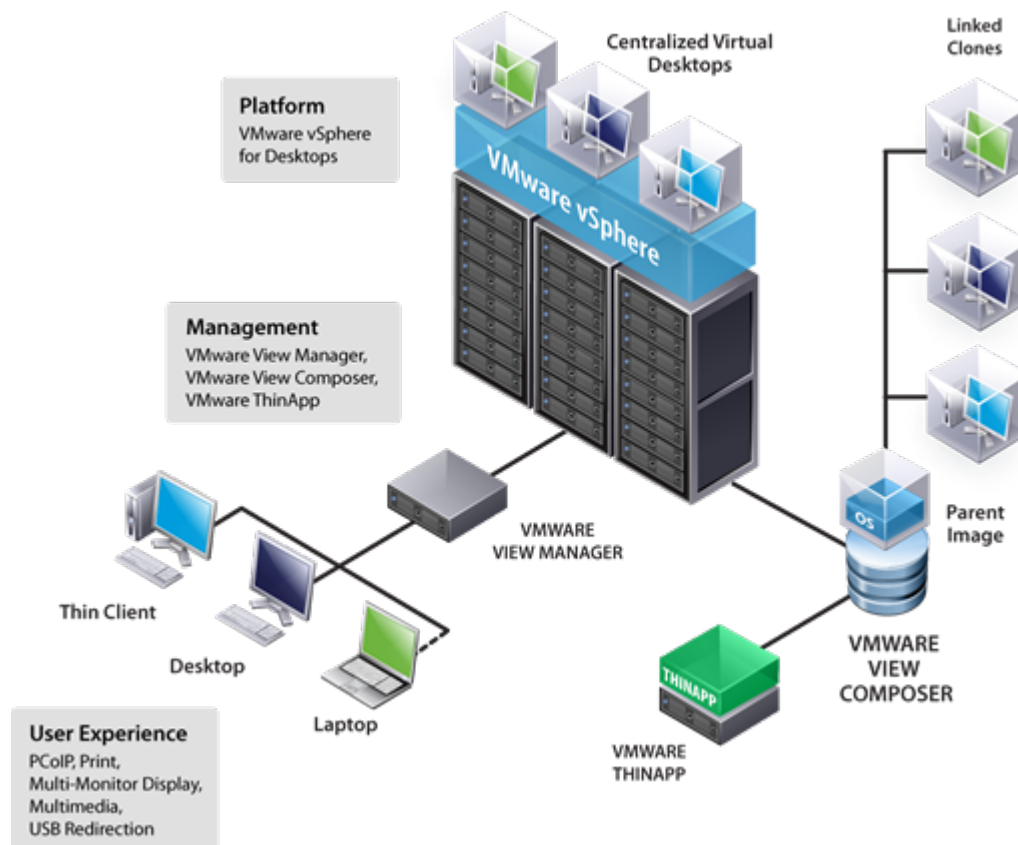 Centralized Virtual
Desktops
Linked
Clones
Platform
VMware vSphere
for Desktops
VMware vSphere
Management
VMware View Manager,
VMware View Composer,
VMware ThinApp
OS
Parent
Image
VMWARE
VIEW MANAGER
Thin Client
Desktop
Laptop
THINAPP
VMWARE
VIEW
COMPOSER
VMWARE
THINAPP
User Experience
PCoIP, Print,
Multi-Monitor Display,
Multimedia,
USB Redirection